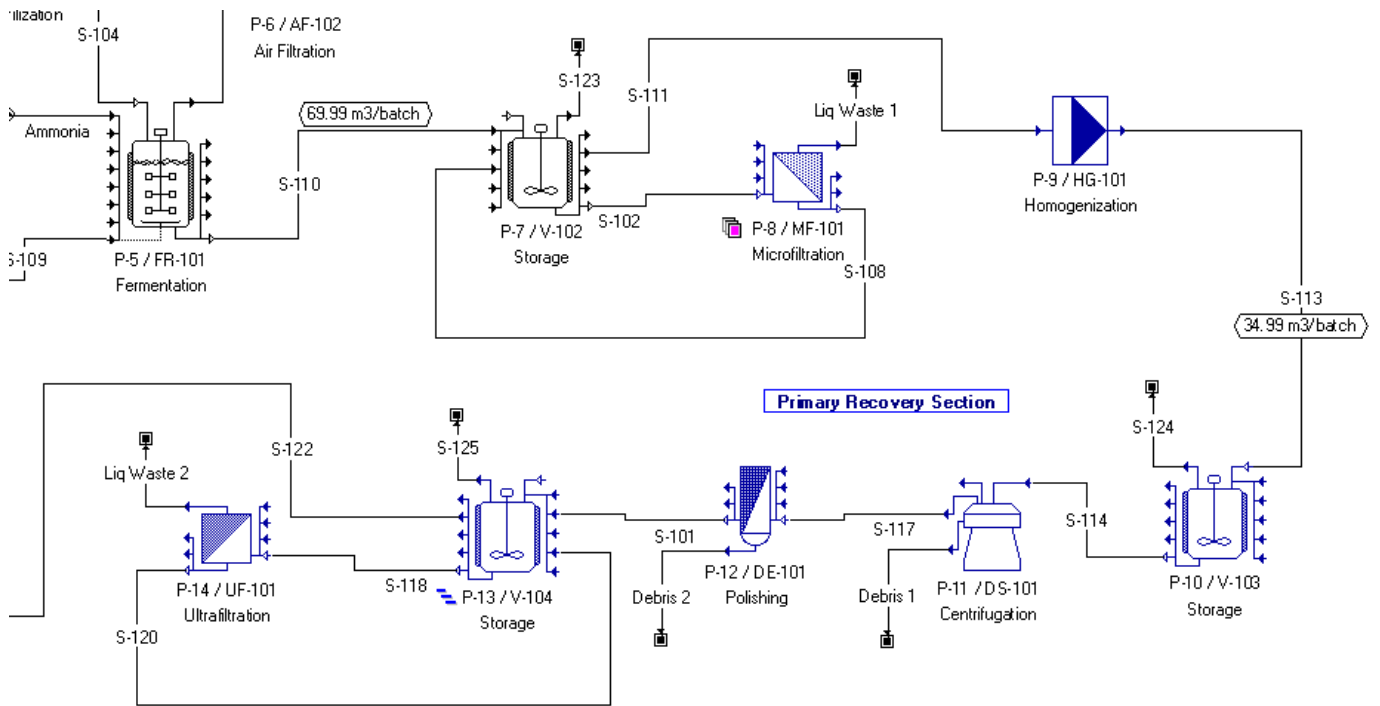 ilization
S-104
P-6 / AF-102
Air Filtration
Ammonia
S-109
P-5 / FR-101
Fermentation
S-110
69.99 m3/batch
S-123
S-111
S-102
P-7 / V-102
Storage
Liq Waste 1
P-8 / MF-101
Microfiltration
S-108
P-9 / HG-101
Homogenization
S-113
34.99 m3/batch
Primary Recovery Section
S-124
P-10 / V-103
Storage
S-114
P-11 / DS-101
Centrifugation
Debris 1
S-117
P-12 / DE-101
Polishing
Debris 2
S-101
S-125
P-13 / V-104
Storage
S-122
S-118
Liq Waste 2
P-14 / UF-101
Ultrafiltration
S-120